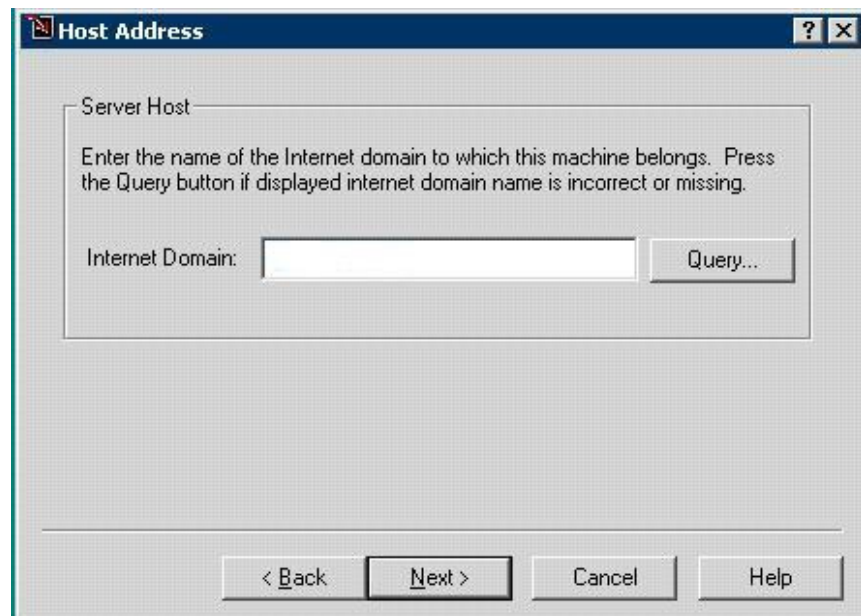 Host Address
Server Host
Enter the name of the Internet domain to which this machine belongs. Press
the Query button if displayed internet domain name is incorrect or missing.
Internet Domain:
Query...
< Back
Next >
Cancel
Help